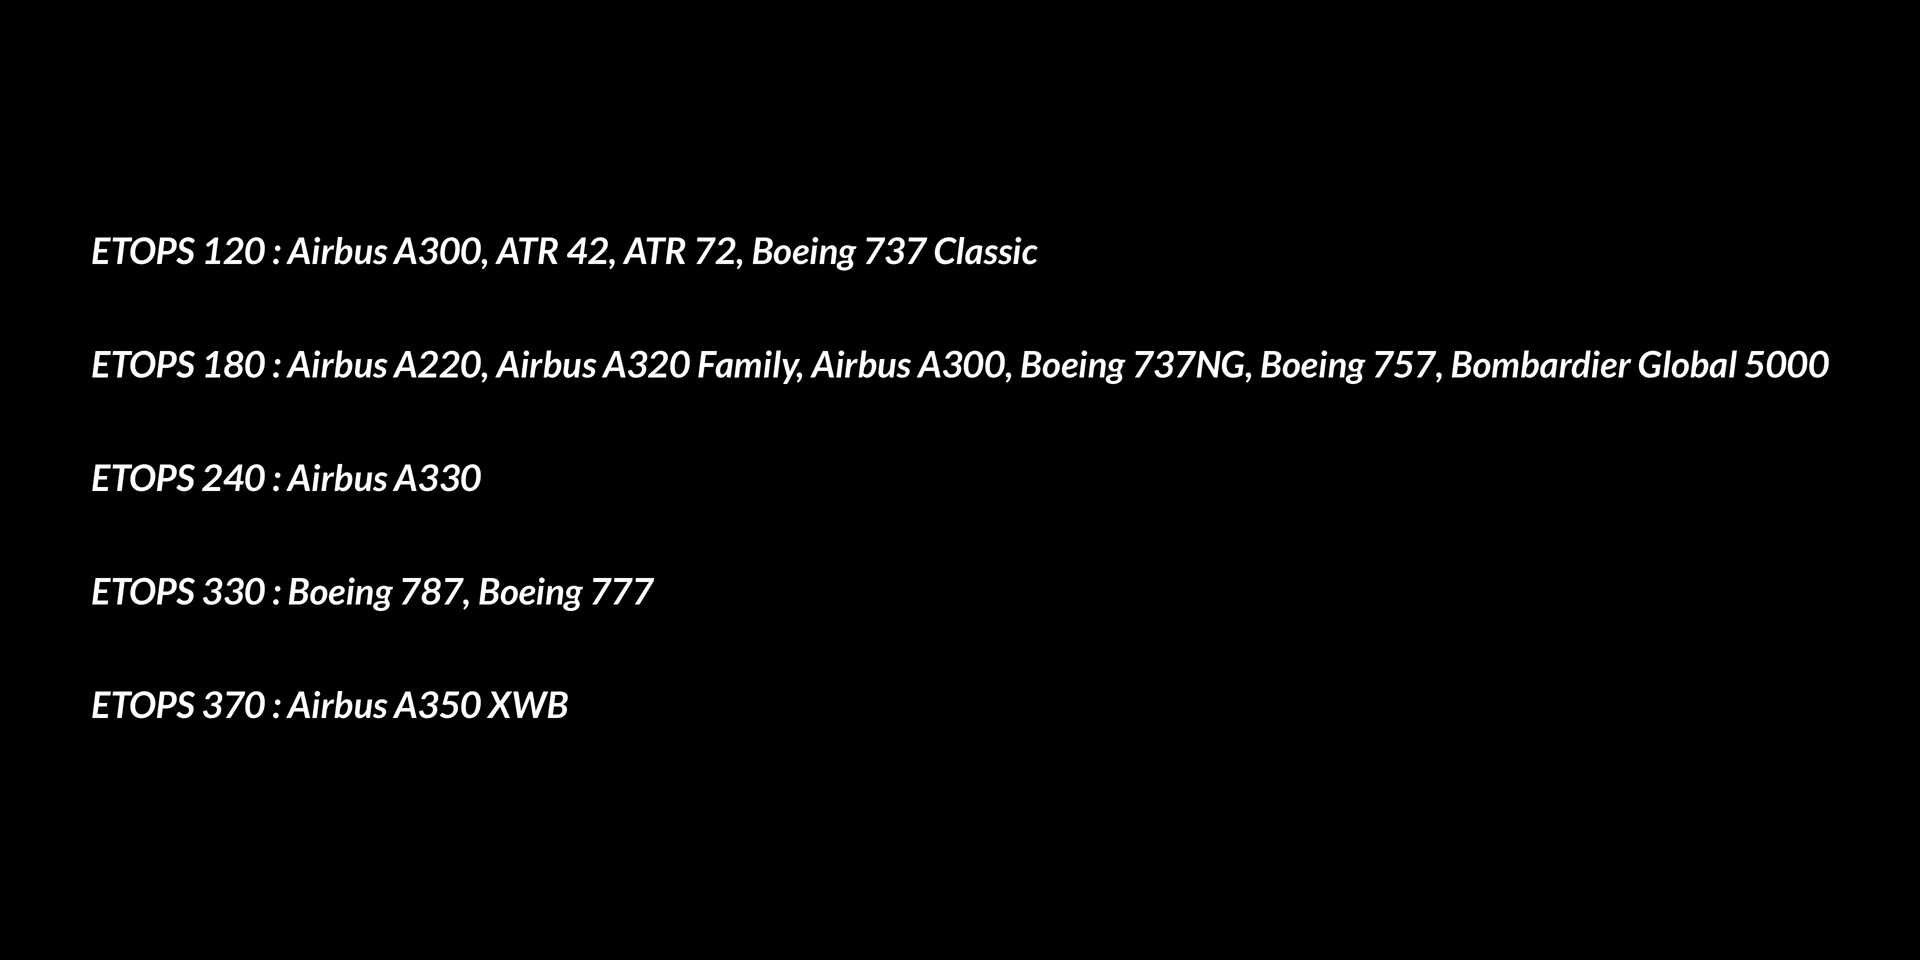 ETOPS 120 : Airbus A300, ATR 42, ATR 72, Boeing 737 Classic
ETOPS 180 : Airbus A220, Airbus A320 Family, Airbus A300, Boeing 737NG, Boeing 757, Bombardier Global 5000
ETOPS 240 : Airbus A330
ETOPS 330 : Boeing 787, Boeing 777
ETOPS 370 : Airbus A350 XWB